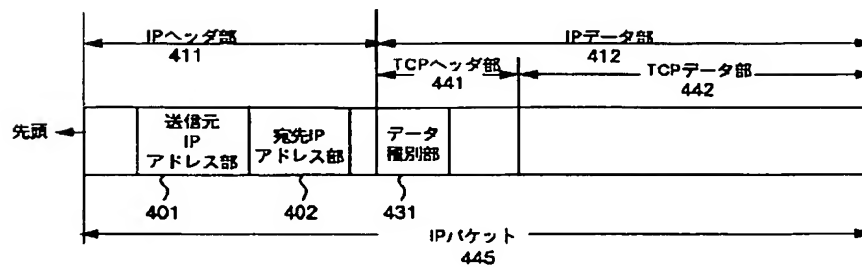 IPヘッダ部
411
IPデータ部
412
TCPヘッダ部
441
TCPデータ部
442
先頭
送信元
IP
アドレス部
宛先IP
アドレス部
データ
種別部
401
402
431
IPパケット
445